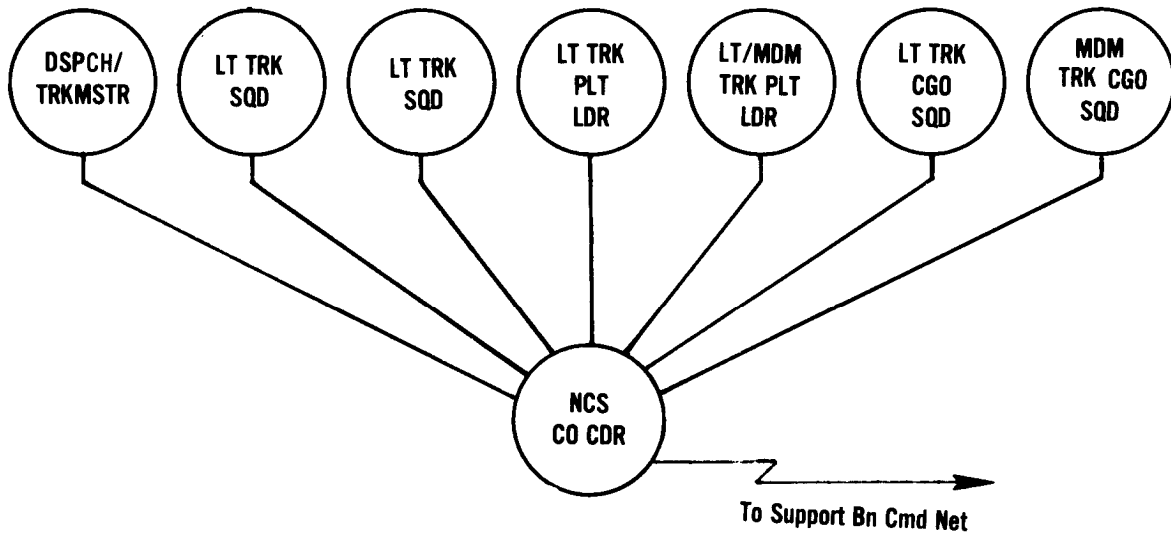 DSPCH/
TRKMSTR
LT TRK
SQD
LT TRK
SQD
LT TRK
PLT
LDR
LT/MDM
TRK PLT
LDR
LT TRK
CGO
SQD
MDM
TRK CGO
SQD
NCS
CO CDR
To Support Bn Cmd Net